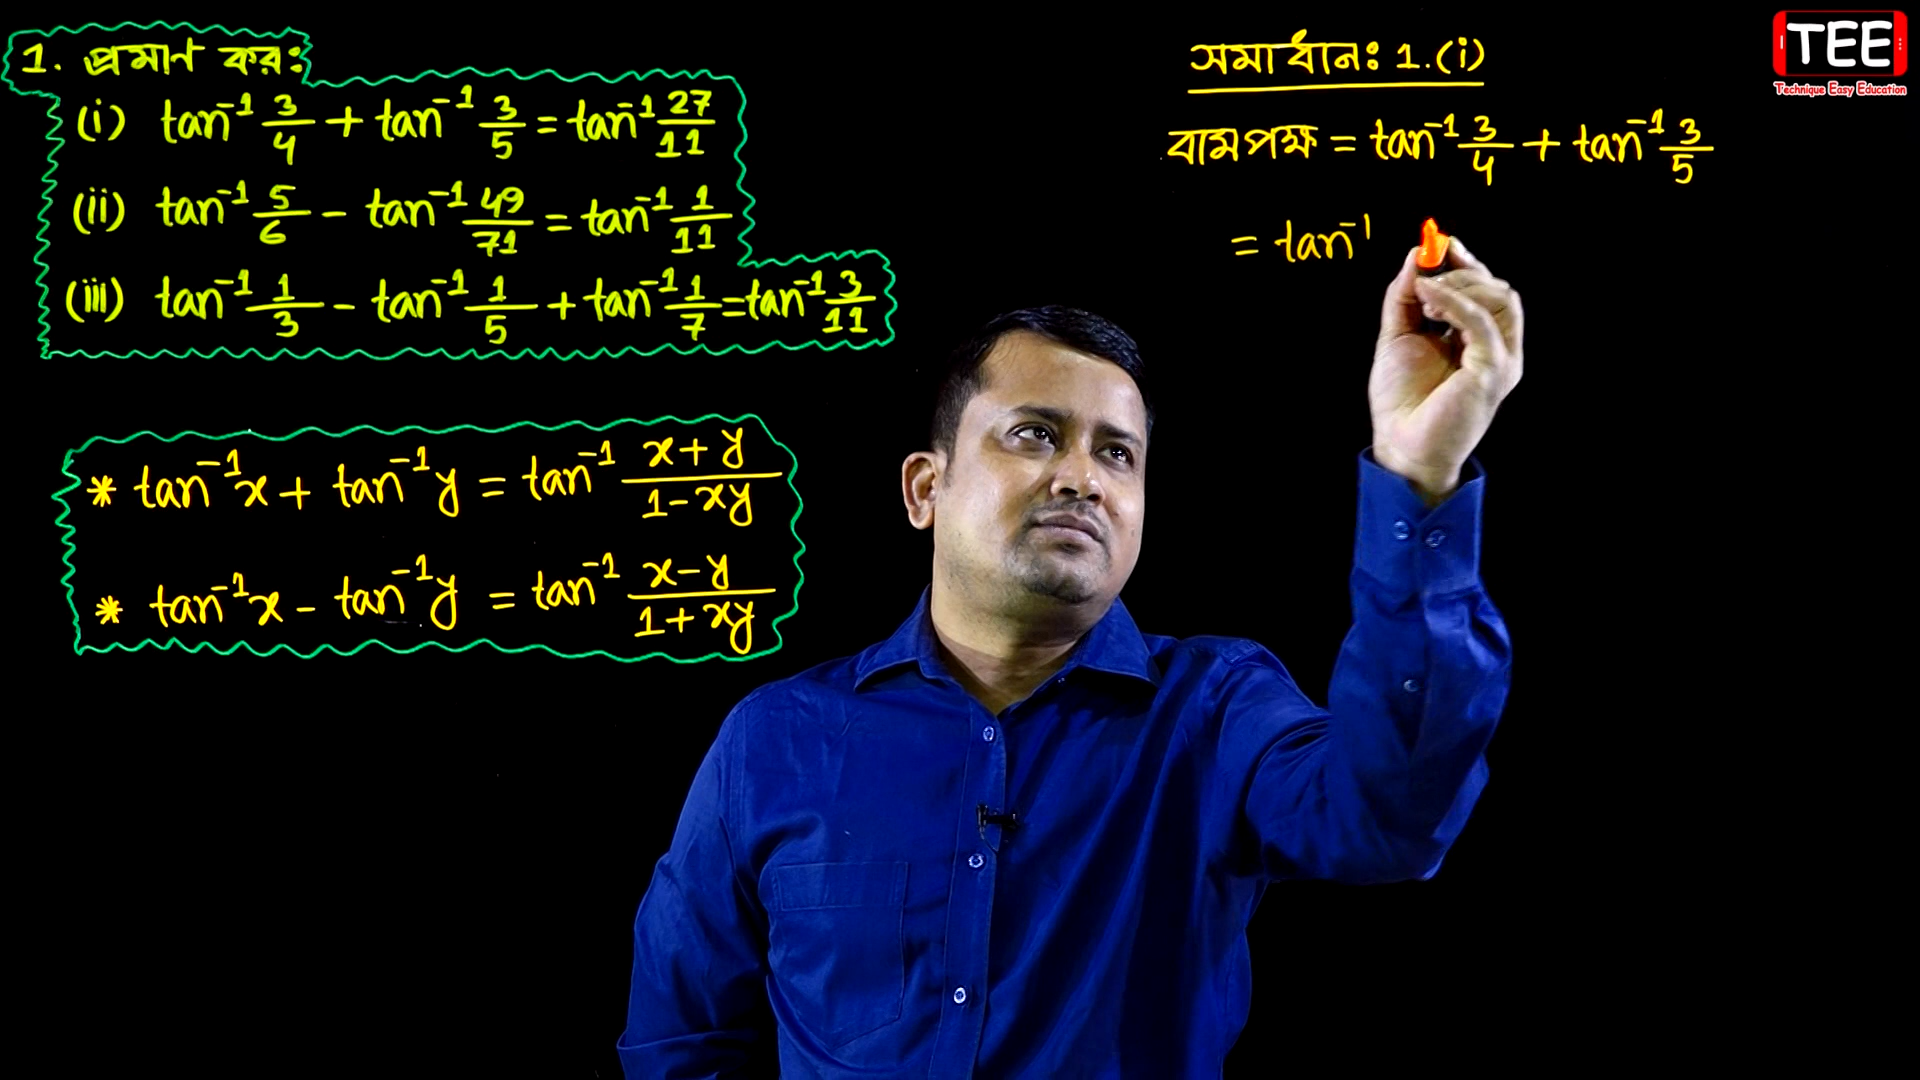 1. প্রমাণ কর:
(i) tan⁻¹ 3/4 + tan⁻¹ 3/5 = tan⁻¹ 27/11
(ii) tan⁻¹ 5/6 - tan⁻¹ 49/71 = tan⁻¹ 1/11
(iii) tan⁻¹ 1/3 - tan⁻¹ 1/5 + tan⁻¹ 1/7 = tan⁻¹ 3/11
* tan⁻¹x + tan⁻¹y = tan⁻¹ (x+y)/(1-xy)
* tan⁻¹x - tan⁻¹y = tan⁻¹ (x-y)/(1+xy)
সমাধান: 1.(i)
বামপক্ষ = tan⁻¹ 3/4 + tan⁻¹ 3/5
= tan⁻¹
TEE
Technique Easy Education